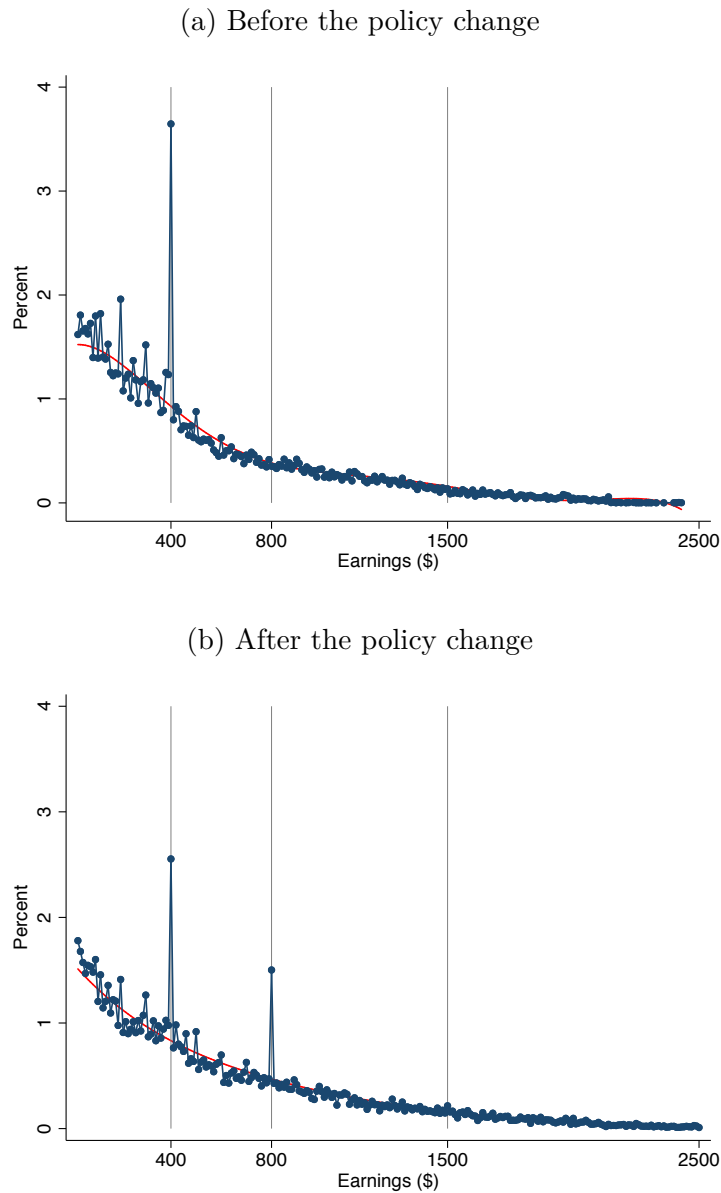 (a) Before the policy change
4
3
2
1
0
Percent
400 800 1500 2500
Earnings ($)
(b) After the policy change
4
3
2
1
0
Percent
400 800 1500 2500
Earnings ($)